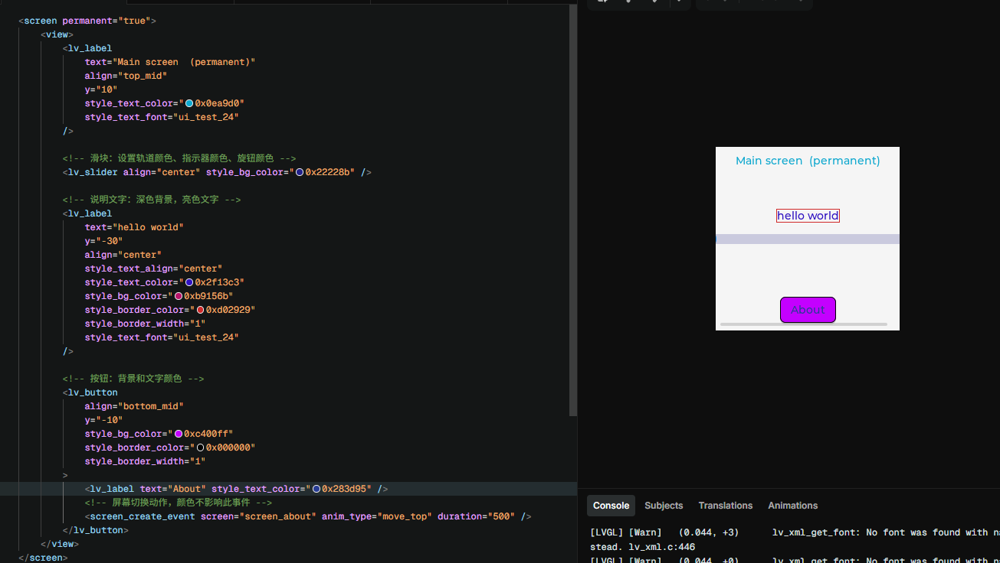 <screen permanent="true">
<view>
<lv_label
text="Main screen  (permanent)"
align="top_mid"
y="10"
style_text_color="0x0ea9d0"
style_text_font="ui_test_24"
/>
<!-- 滑块：设置轨道颜色、指示器颜色、旋钮颜色 -->
<lv_slider align="center" style_bg_color="0x22228b" />
<!-- 说明文字：深色背景，亮色文字 -->
<lv_label
text="hello world"
y="-30"
align="center"
style_text_align="center"
style_text_color="0x2f13c3"
style_bg_color="0xb9156b"
style_border_color="0xd02929"
style_border_width="1"
style_text_font="ui_test_24"
/>
<!-- 按钮：背景和文字颜色 -->
<lv_button
align="bottom_mid"
y="-10"
style_bg_color="0xc400ff"
style_border_color="0x000000"
style_border_width="1"
>
<lv_label text="About" style_text_color="0x283d95" />
<!-- 屏幕切换动作，颜色不影响此事件 -->
<screen_create_event screen="screen_about" anim_type="move_top" duration="500" />
</lv_button>
</view>
</screen>
Main screen  (permanent)
hello world
About
Console Subjects Translations Animations
[LVGL] [Warn] (0.044, +3) lv_xml_get_font: No font was found with
stead. lv_xml.c:446
[LVGL] [Warn] (0.044, +0) lv_xml_get_font: No font was found with